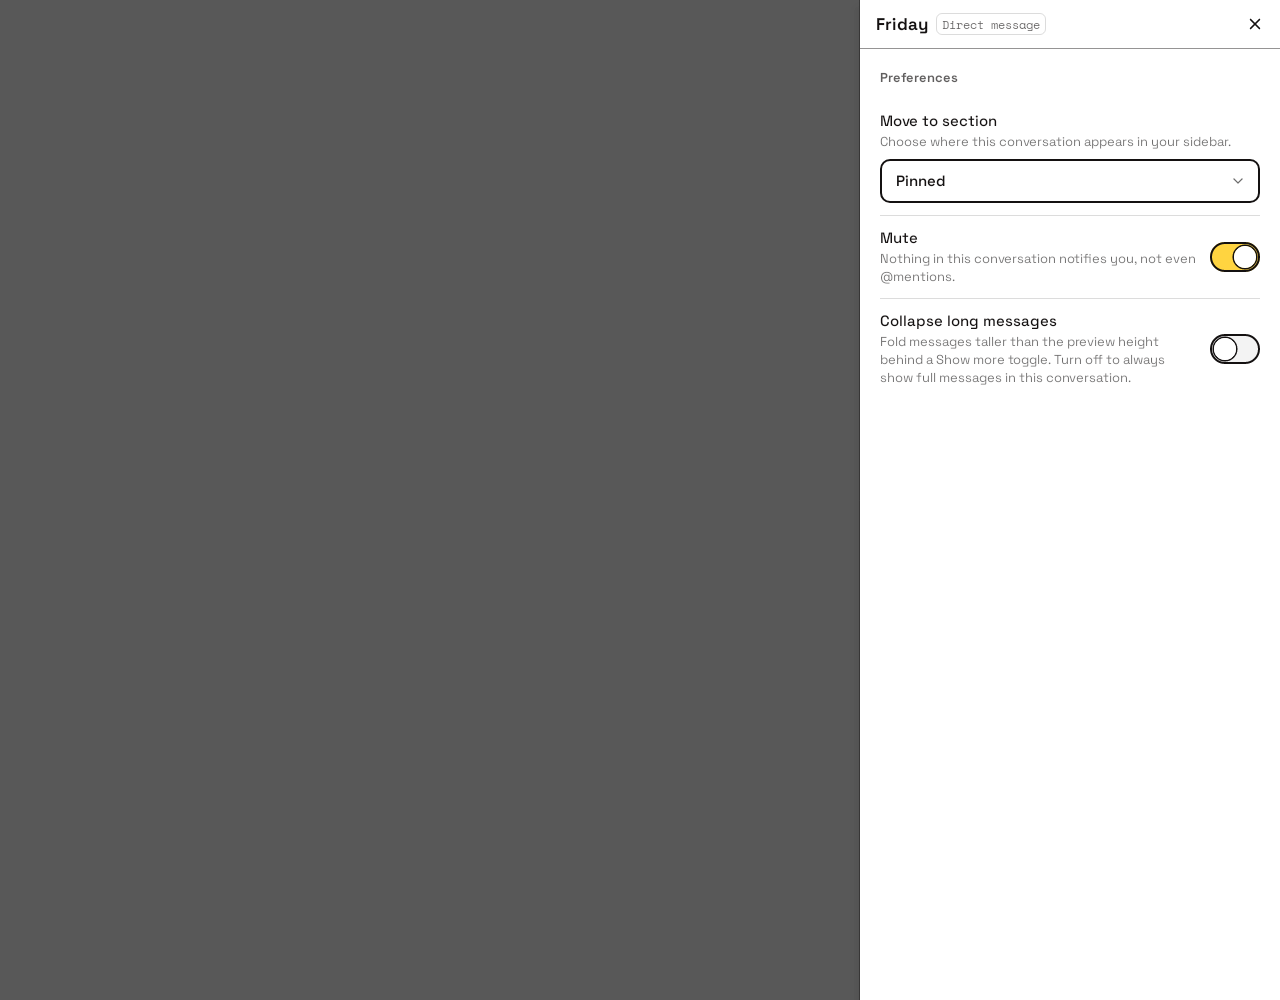 Friday
Direct message
Preferences
Move to section
Choose where this conversation appears in your sidebar.
Pinned
Mute
Nothing in this conversation notifies you, not even
@mentions.
Collapse long messages
Fold messages taller than the preview height
behind a Show more toggle. Turn off to always
show full messages in this conversation.